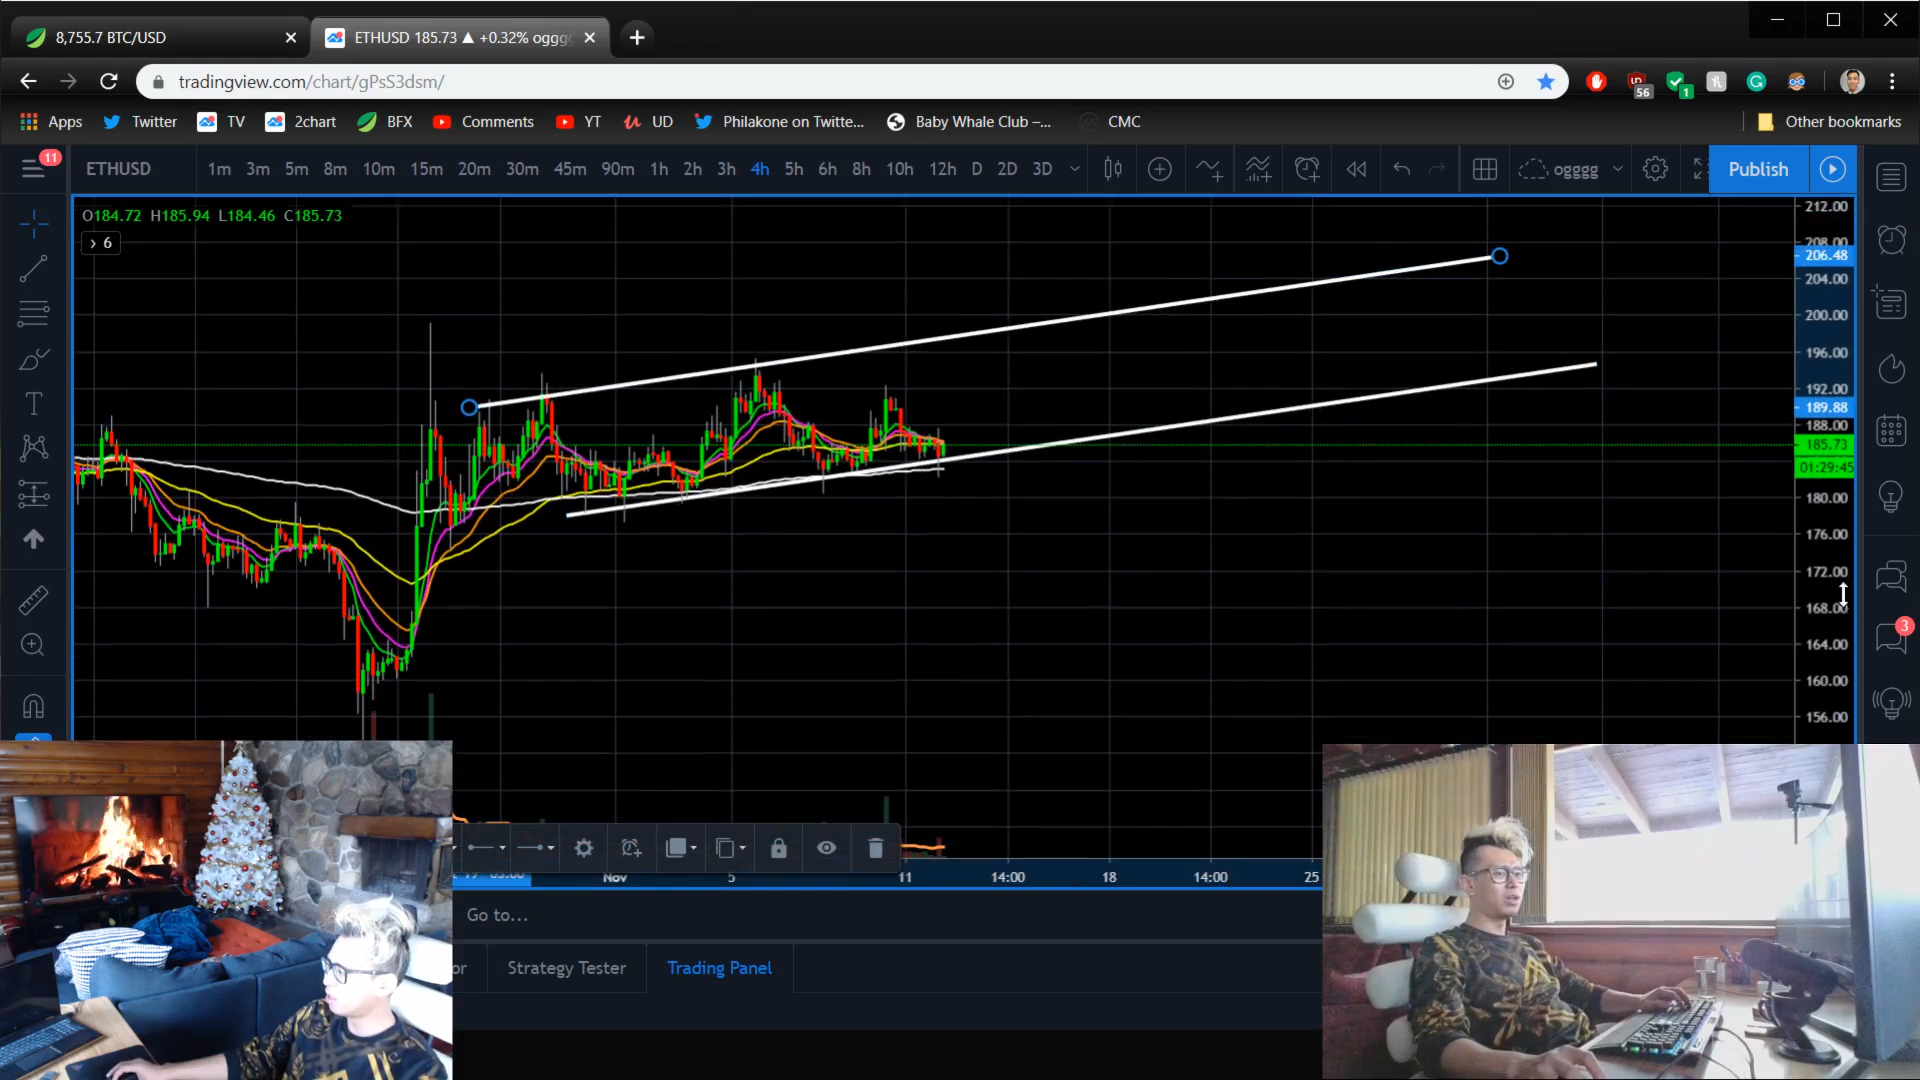 8,755.7 BTC/USD
ETHUSD 185.73 ▲ +0.32% ogggg
tradingview.com/chart/gPsS3dsm/
56
1
Apps Twitter TV 2chart BFX Comments YT UD Philakone on Twitte... Baby Whale Club –... CMC Other bookmarks
11
ETHUSD 1m 3m 5m 8m 10m 15m 20m 30m 45m 90m 1h 2h 3h 4h 5h 6h 8h 10h 12h D 2D 3D ogggg Publish
O184.72 H185.94 L184.46 C185.73
6
212.00
208.00
206.48
204.00
200.00
196.00
192.00
189.88
188.00
185.73
01:29:45
180.00
176.00
172.00
168.00
164.00
160.00
156.00
3
Nov 5 11 14:00 18 14:00 25
Go to...
or Strategy Tester Trading Panel